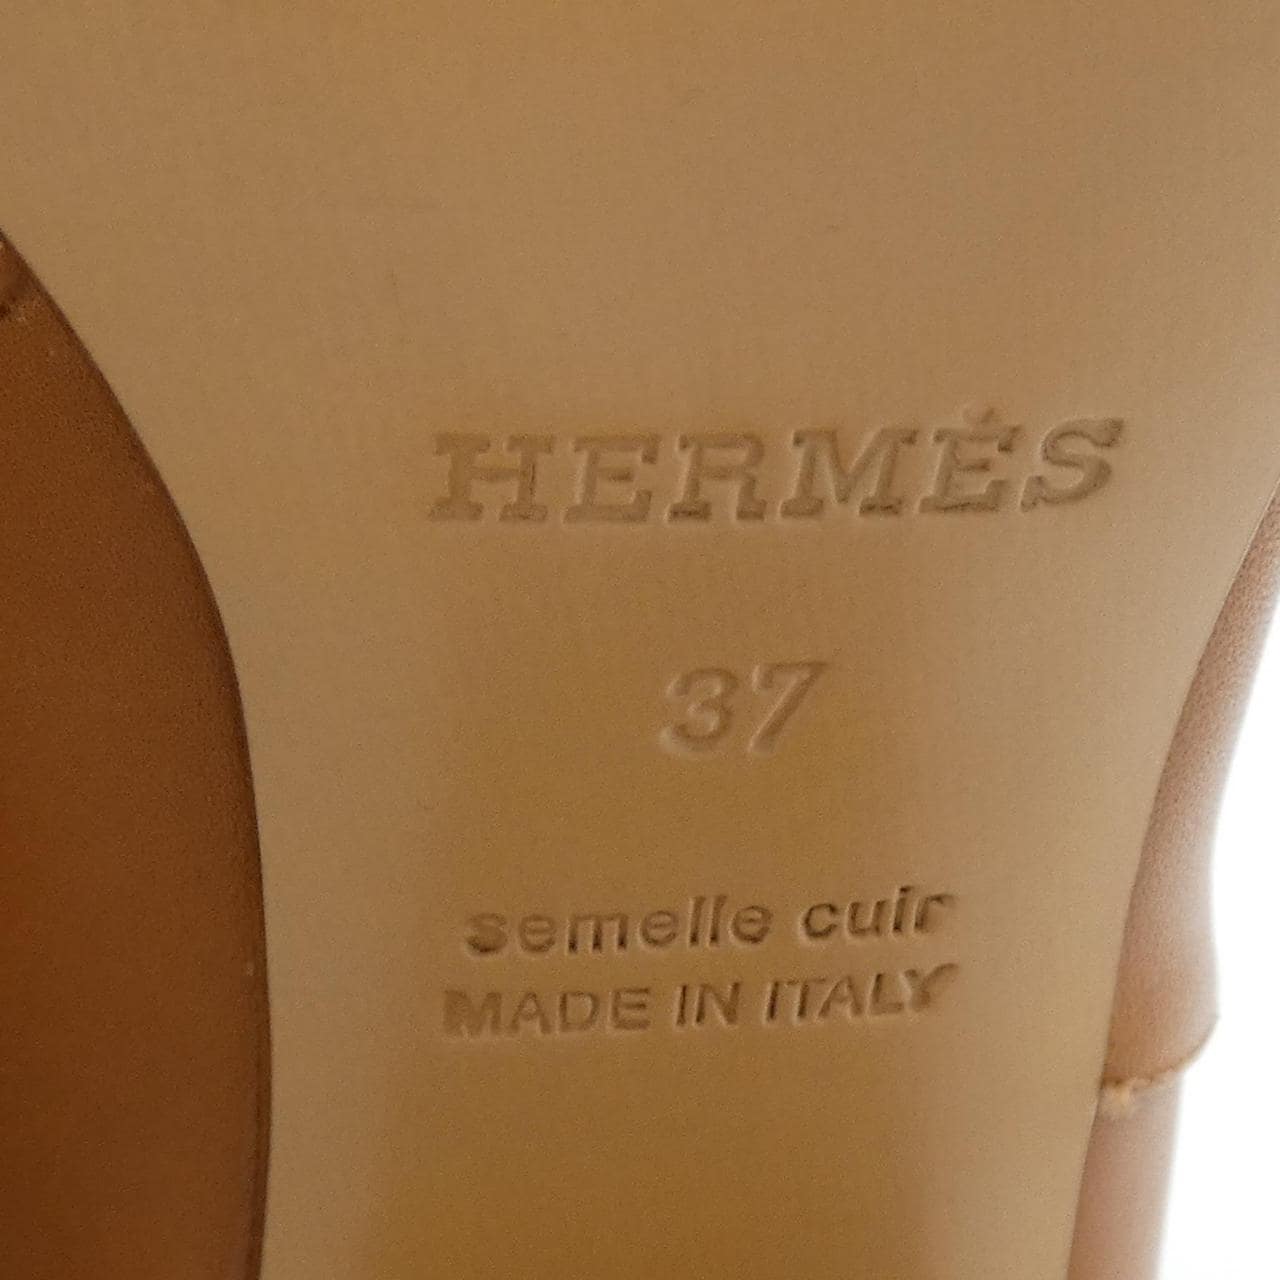 HERMÈS
37
semelle cuir
MADE IN ITALY